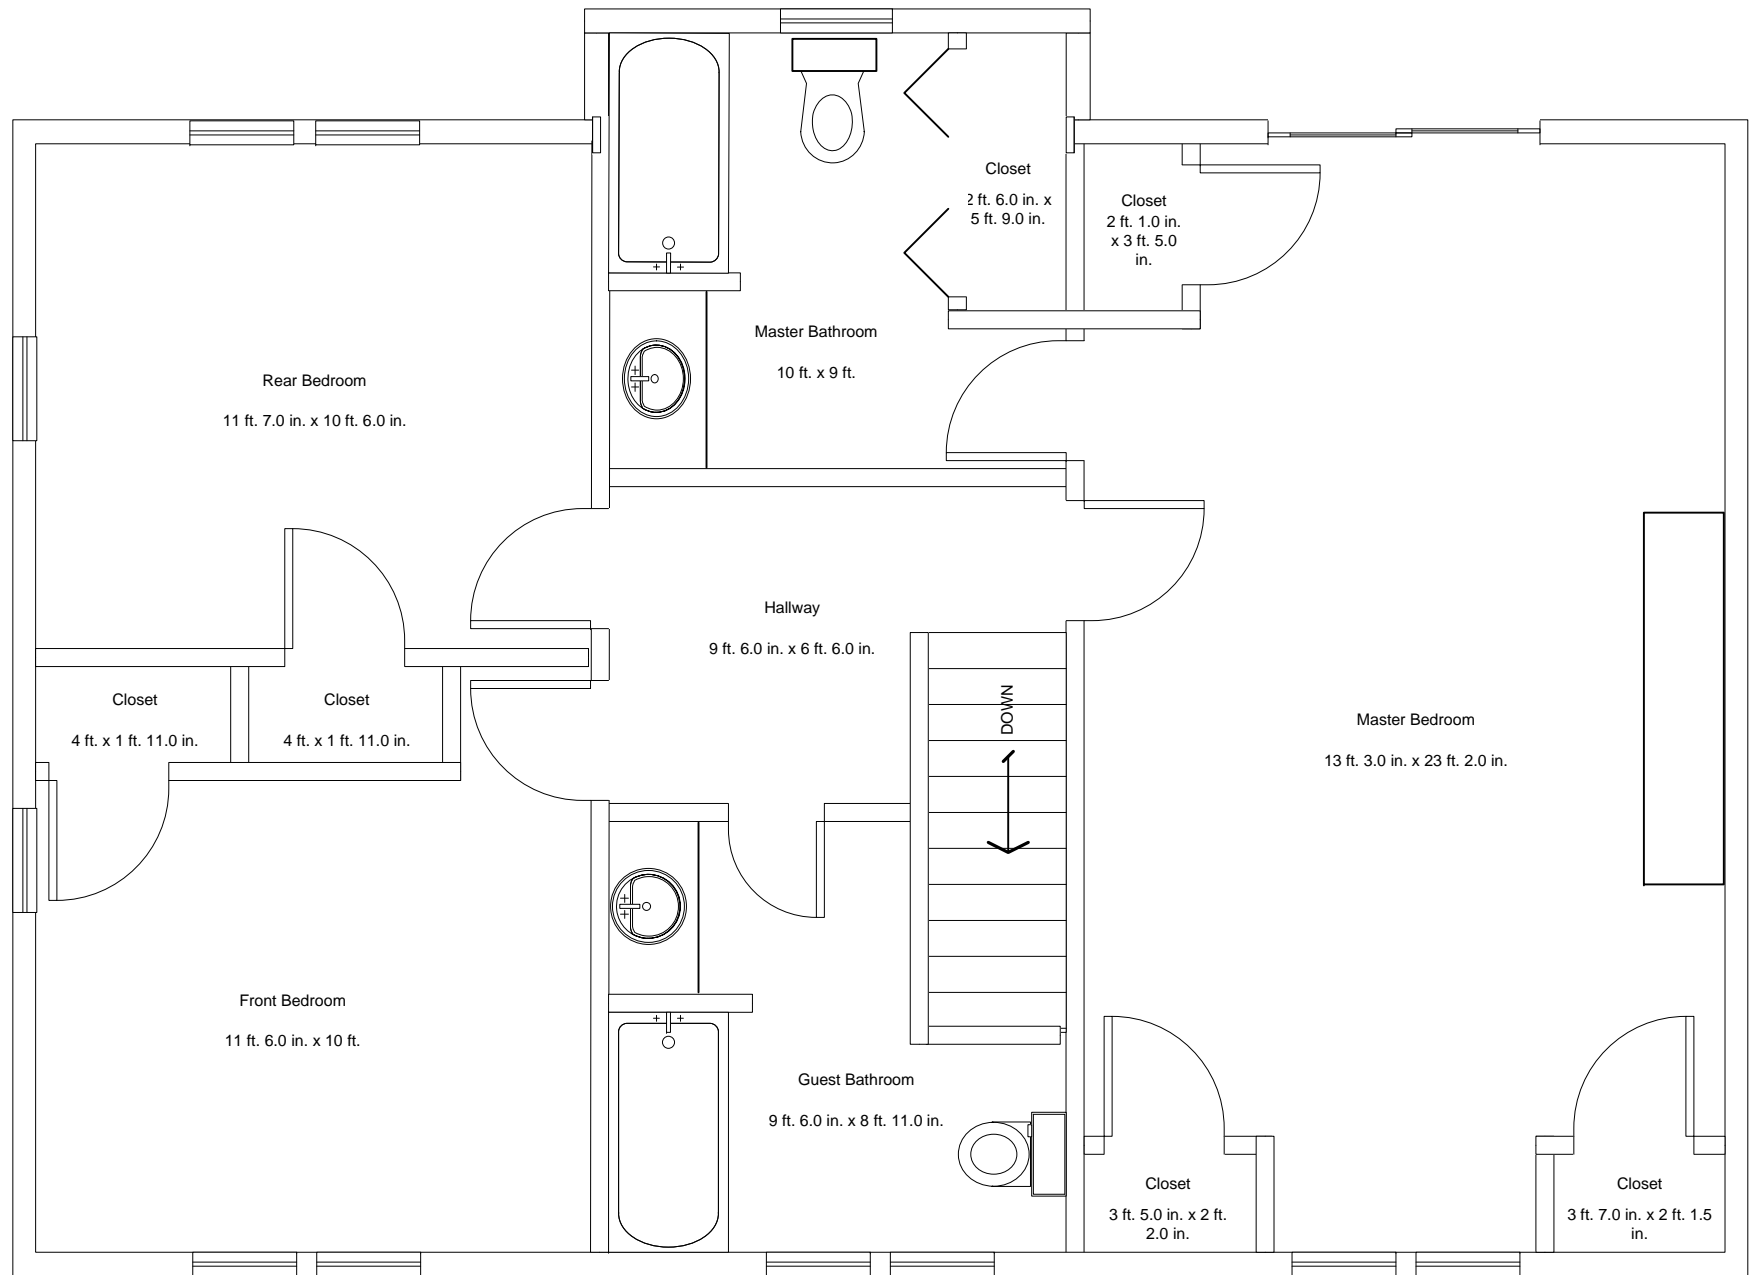 Closet
2 ft. 6.0 in. x
5 ft. 9.0 in.
Closet
2 ft. 1.0 in.
x 3 ft. 5.0
in.
Master Bathroom
10 ft. x 9 ft.
Rear Bedroom
11 ft. 7.0 in. x 10 ft. 6.0 in.
Hallway
9 ft. 6.0 in. x 6 ft. 6.0 in.
DOWN
Closet
4 ft. x 1 ft. 11.0 in.
Closet
4 ft. x 1 ft. 11.0 in.
Master Bedroom
13 ft. 3.0 in. x 23 ft. 2.0 in.
Front Bedroom
11 ft. 6.0 in. x 10 ft.
Guest Bathroom
9 ft. 6.0 in. x 8 ft. 11.0 in.
Closet
3 ft. 5.0 in. x 2 ft.
2.0 in.
Closet
3 ft. 7.0 in. x 2 ft. 1.5
in.